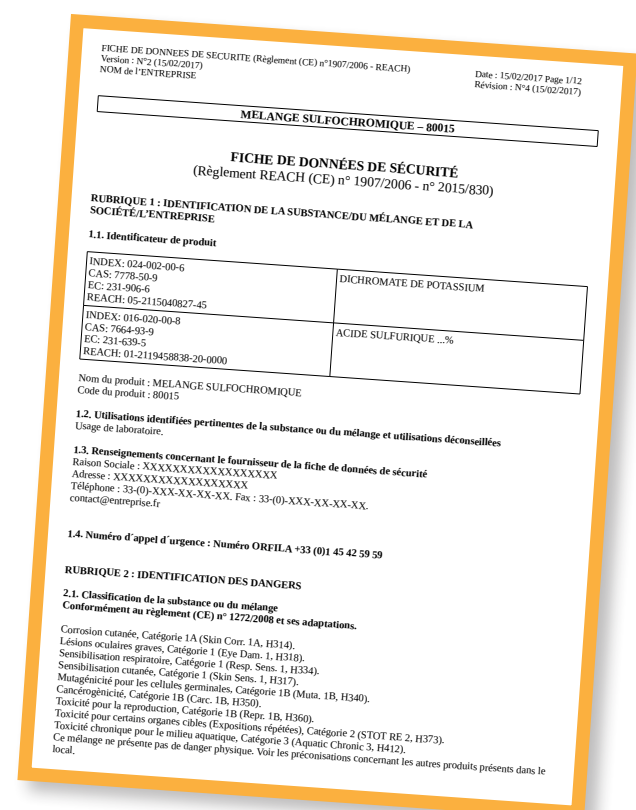 FICHE DE DONNEES DE SECURITE (Règlement (CE) n°1907/2006 - REACH)
Version : N°2 (15/02/2017)
NOM de l’ENTREPRISE
Date : 15/02/2017 Page 1/12
Révision : N°4 (15/02/2017)
MELANGE SULFOCHROMIQUE – 80015
FICHE DE DONNÉES DE SÉCURITÉ
(Règlement REACH (CE) n° 1907/2006 - n° 2015/830)
RUBRIQUE 1 : IDENTIFICATION DE LA SUBSTANCE/DU MÉLANGE ET DE LA
SOCIÉTÉ/L’ENTREPRISE
1.1. Identificateur de produit
INDEX: 024-002-00-6
CAS: 7778-50-9
EC: 231-906-6
REACH: 05-2115040827-45
DICHROMATE DE POTASSIUM
INDEX: 016-020-00-8
CAS: 7664-93-9
EC: 231-639-5
REACH: 01-2119458838-20-0000
ACIDE SULFURIQUE ...%
Nom du produit : MELANGE SULFOCHROMIQUE
Code du produit : 80015
1.2. Utilisations identifiées pertinentes de la substance ou du mélange et utilisations déconseillées
Usage de laboratoire.
1.3. Renseignements concernant le fournisseur de la fiche de données de sécurité
Raison Sociale : XXXXXXXXXXXXXXXXXX
Adresse : XXXXXXXXXXXXXXXXXX
Téléphone : 33-(0)-XXX-XX-XX-XX. Fax : 33-(0)-XXX-XX-XX-XX.
contact@entreprise.fr
1.4. Numéro d´appel d´urgence : Numéro ORFILA +33 (0)1 45 42 59 59
RUBRIQUE 2 : IDENTIFICATION DES DANGERS
2.1. Classification de la substance ou du mélange
Conformément au règlement (CE) n° 1272/2008 et ses adaptations.
Corrosion cutanée, Catégorie 1A (Skin Corr. 1A, H314).
Lésions oculaires graves, Catégorie 1 (Eye Dam. 1, H318).
Sensibilisation respiratoire, Catégorie 1 (Resp. Sens. 1, H334).
Sensibilisation cutanée, Catégorie 1 (Skin Sens. 1, H317).
Mutagénicité pour les cellules germinales, Catégorie 1B (Muta. 1B, H340).
Cancérogénicité, Catégorie 1B (Carc. 1B, H350).
Toxicité pour la reproduction, Catégorie 1B (Repr. 1B, H360).
Toxicité pour certains organes cibles (Expositions répétées), Catégorie 2 (STOT RE 2, H373).
Toxicité chronique pour le milieu aquatique, Catégorie 3 (Aquatic Chronic 3, H412).
Ce mélange ne présente pas de danger physique. Voir les préconisations concernant les autres produits présents dans le
local.